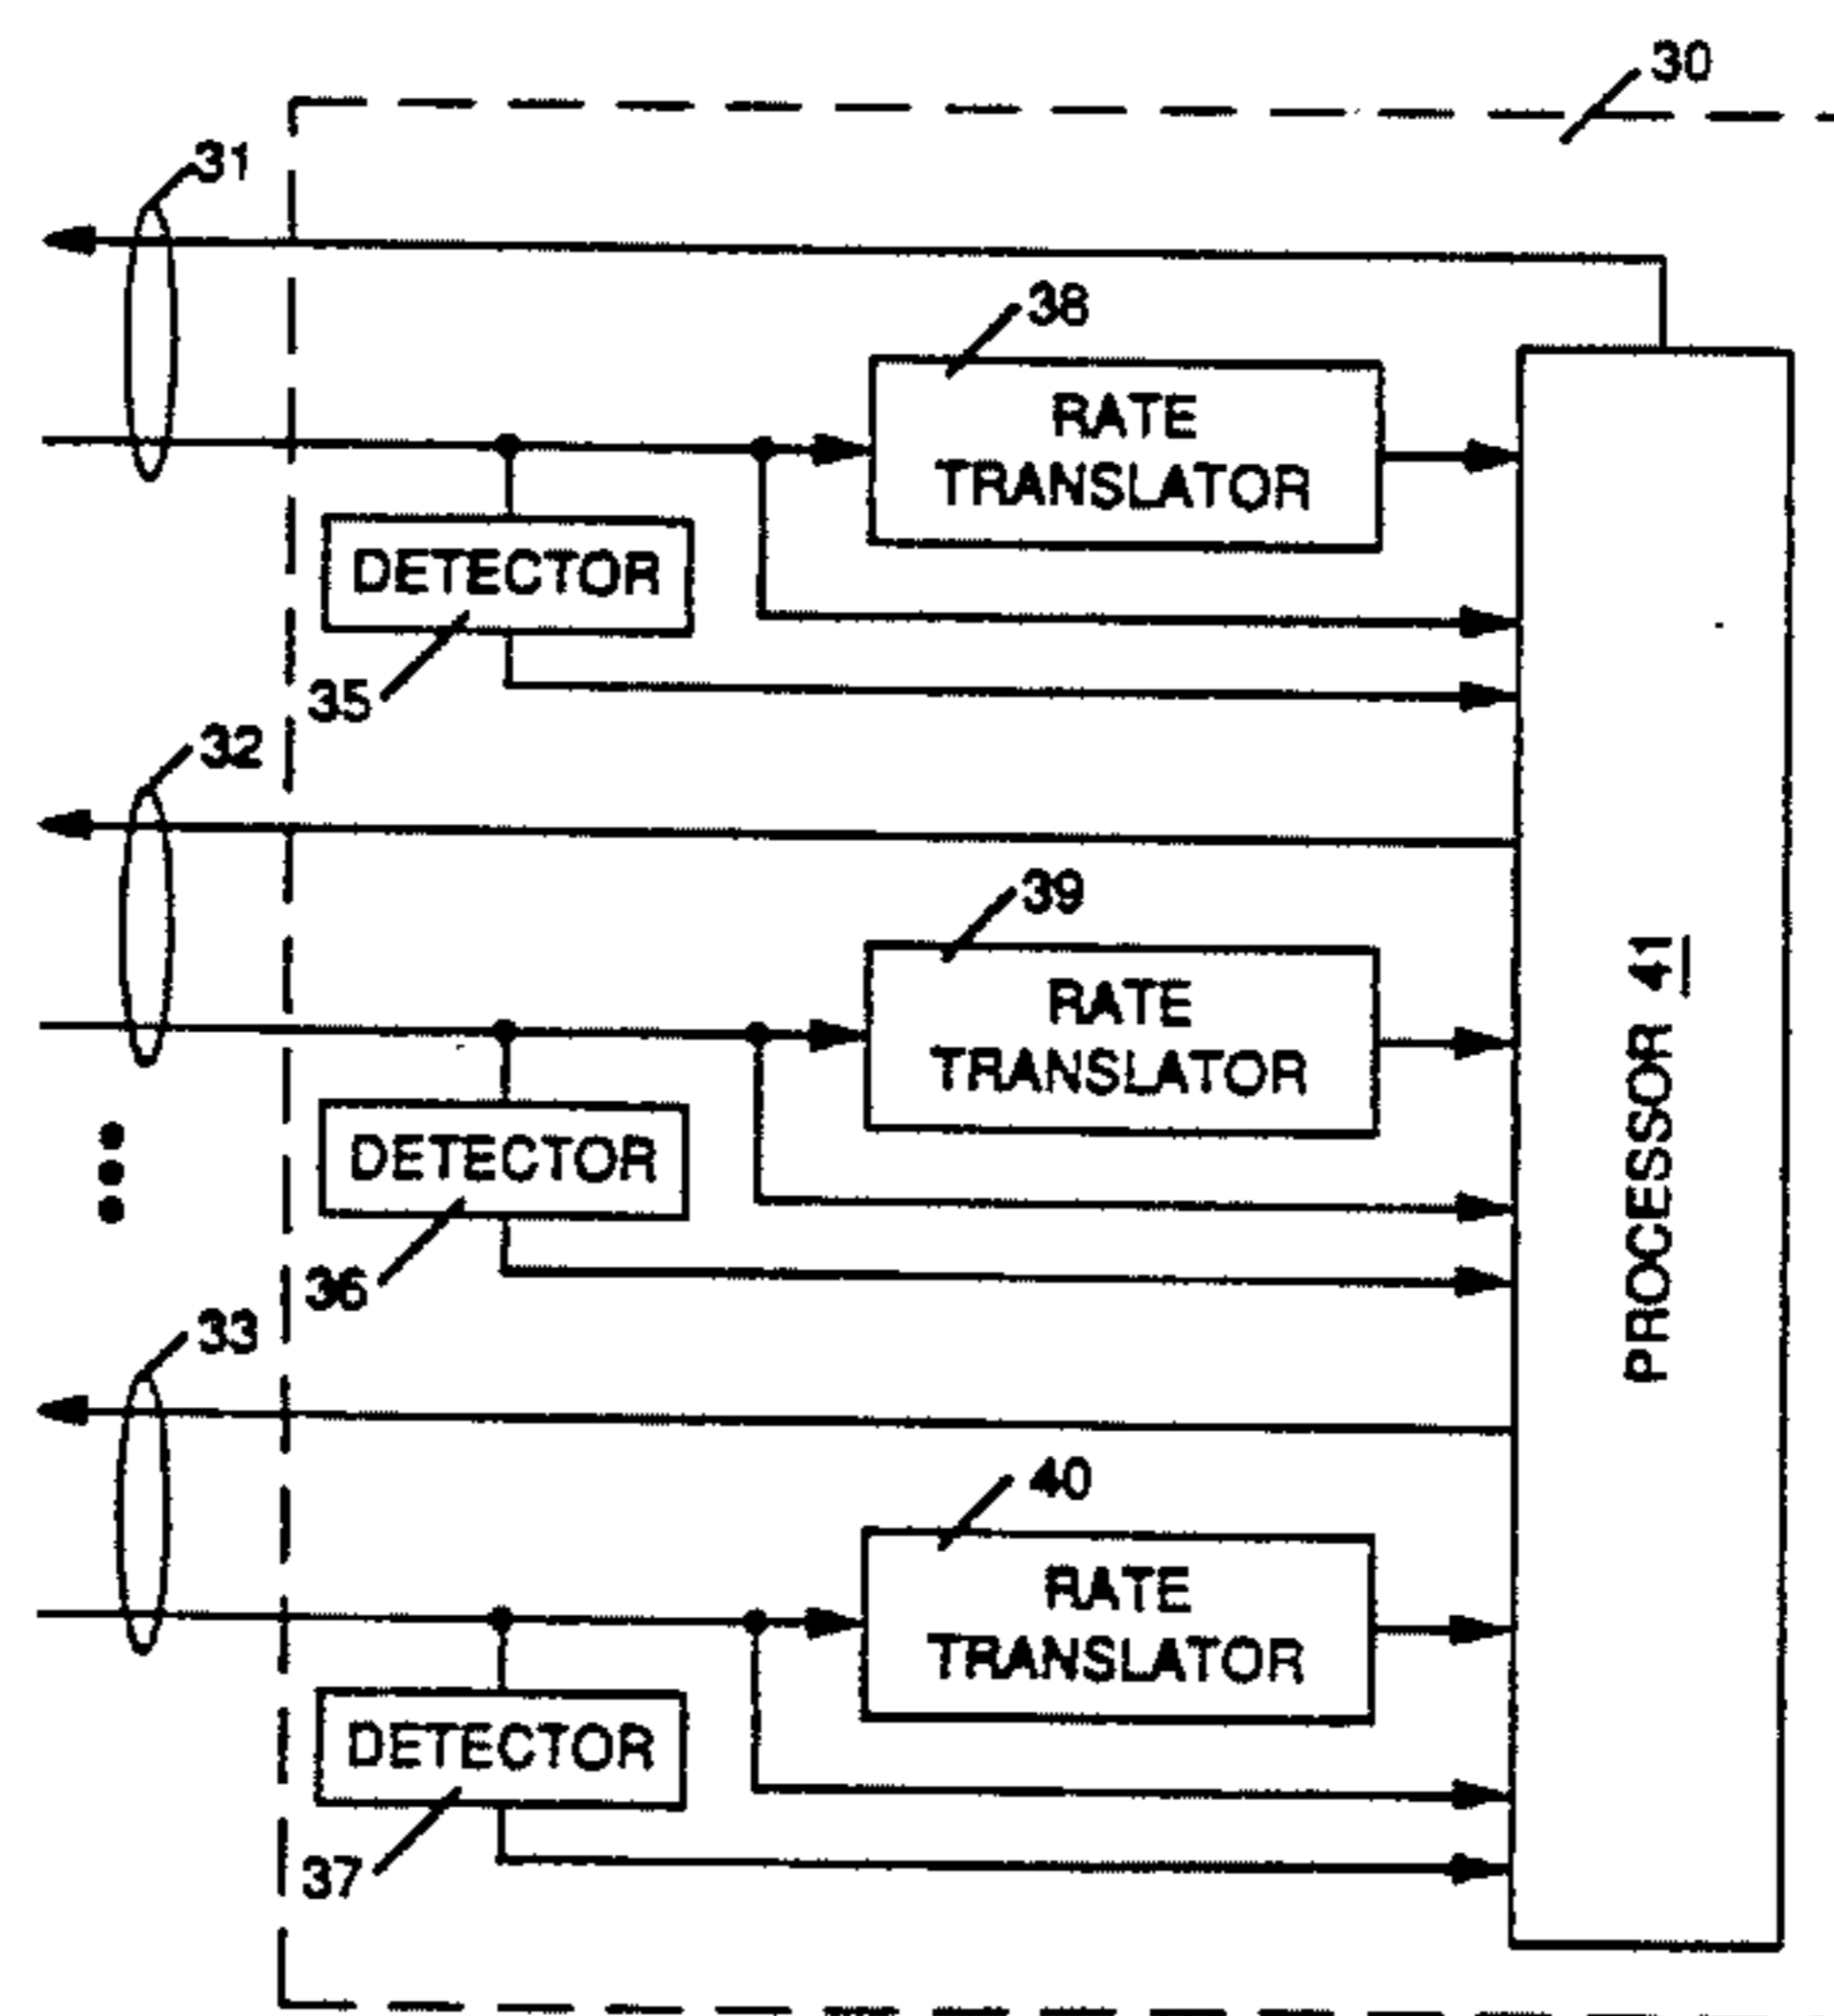 30
31
38
RATE
TRANSLATOR
DETECTOR
35
32
39
RATE
TRANSLATOR
PROCESSOR 41
DETECTOR
36
33
40
RATE
TRANSLATOR
DETECTOR
37